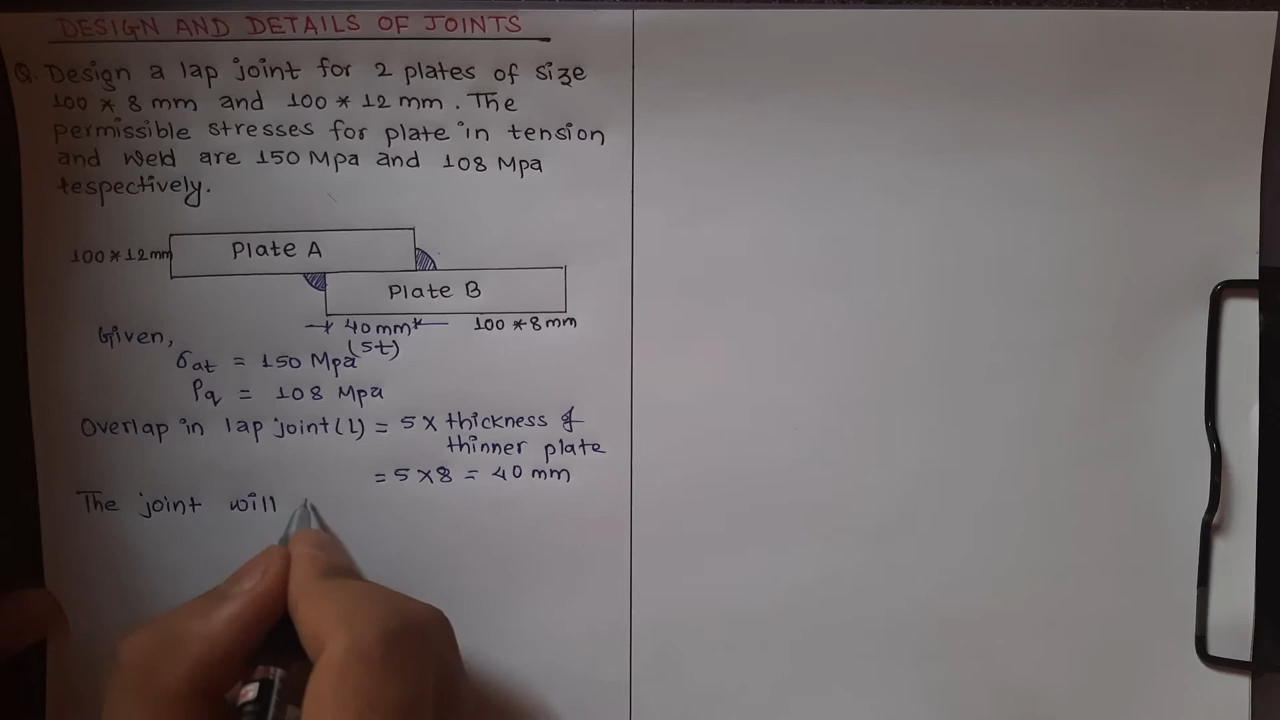 DESIGN AND DETAILS OF JOINTS
Q. Design a lap joint for 2 plates of size
100 * 8 mm and 100 * 12 mm. The
permissible stresses for plate in tension
and weld are 150 Mpa and 108 Mpa
respectively.
100 * 12 mm
Plate A
Plate B
40 mm
(5t)
100 * 8 mm
Given,
σat = 150 Mpa
Pq = 108 Mpa
Overlap in lap joint (l) = 5 × thickness of
thinner plate
= 5 × 8 = 40 mm
The joint will